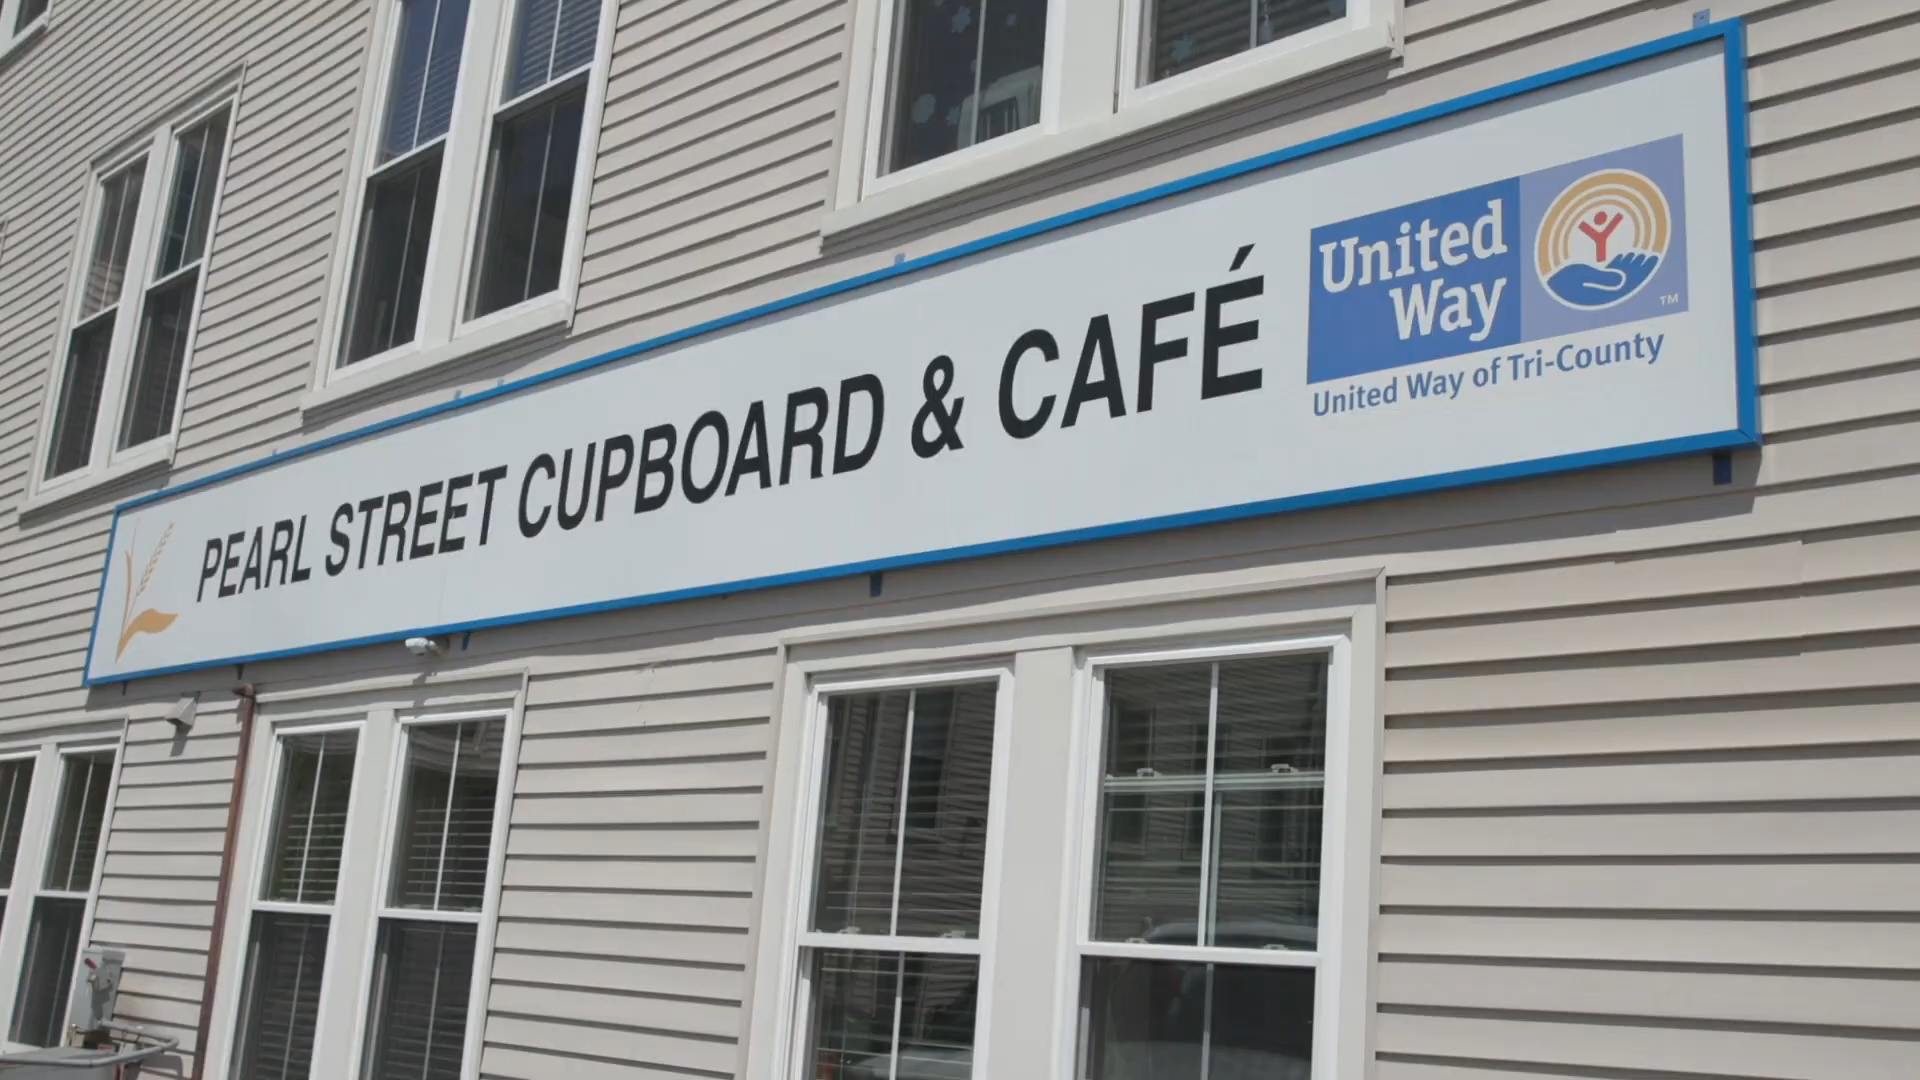 PEARL STREET CUPBOARD & CAFÉ
United
Way
TM
United Way of Tri-County